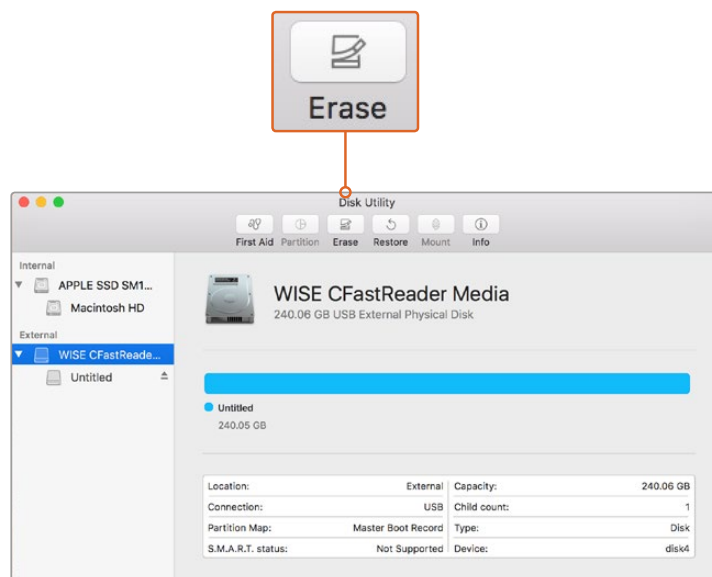 Erase
Disk Utility
First Aid Partition Erase Restore Mount Info
Internal
APPLE SSD SM1...
Macintosh HD
External
WISE CFastReade...
Untitled
WISE CFastReader Media
240.06 GB USB External Physical Disk
Untitled
240.05 GB
Location: External Capacity: 240.06 GB
Connection: USB Child count: 1
Partition Map: Master Boot Record Type: Disk
S.M.A.R.T. status: Not Supported Device: disk4